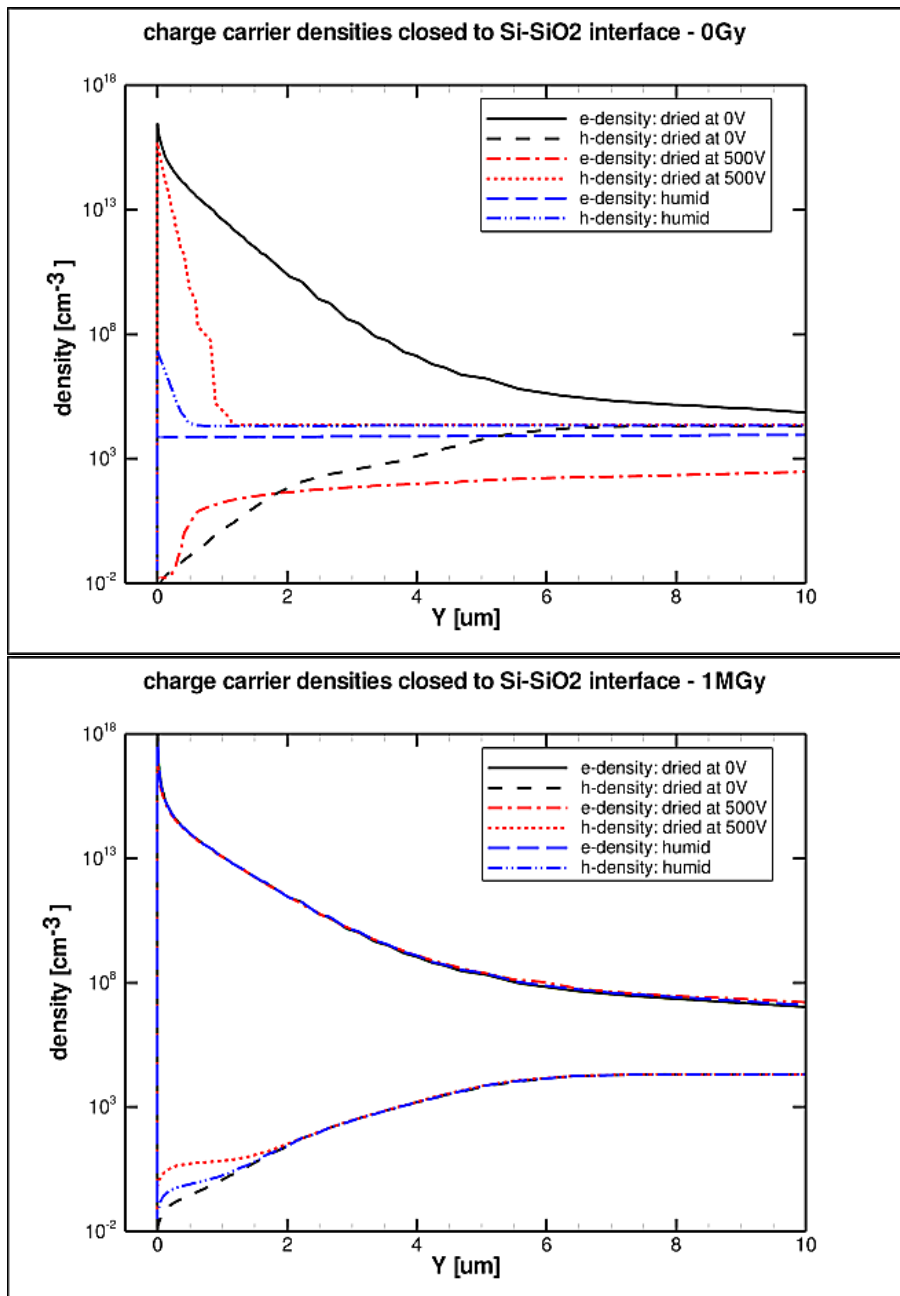 charge carrier densities closed to Si-SiO2 interface - 0Gy
10^18
10^13
10^8
10^3
10^-2
density [cm^-3]
e-density: dried at 0V
h-density: dried at 0V
e-density: dried at 500V
h-density: dried at 500V
e-density: humid
h-density: humid
0 2 4 6 8 10
Y [um]
charge carrier densities closed to Si-SiO2 interface - 1MGy
10^18
10^13
10^8
10^3
10^-2
density [cm^-3]
e-density: dried at 0V
h-density: dried at 0V
e-density: dried at 500V
h-density: dried at 500V
e-density: humid
h-density: humid
0 2 4 6 8 10
Y [um]